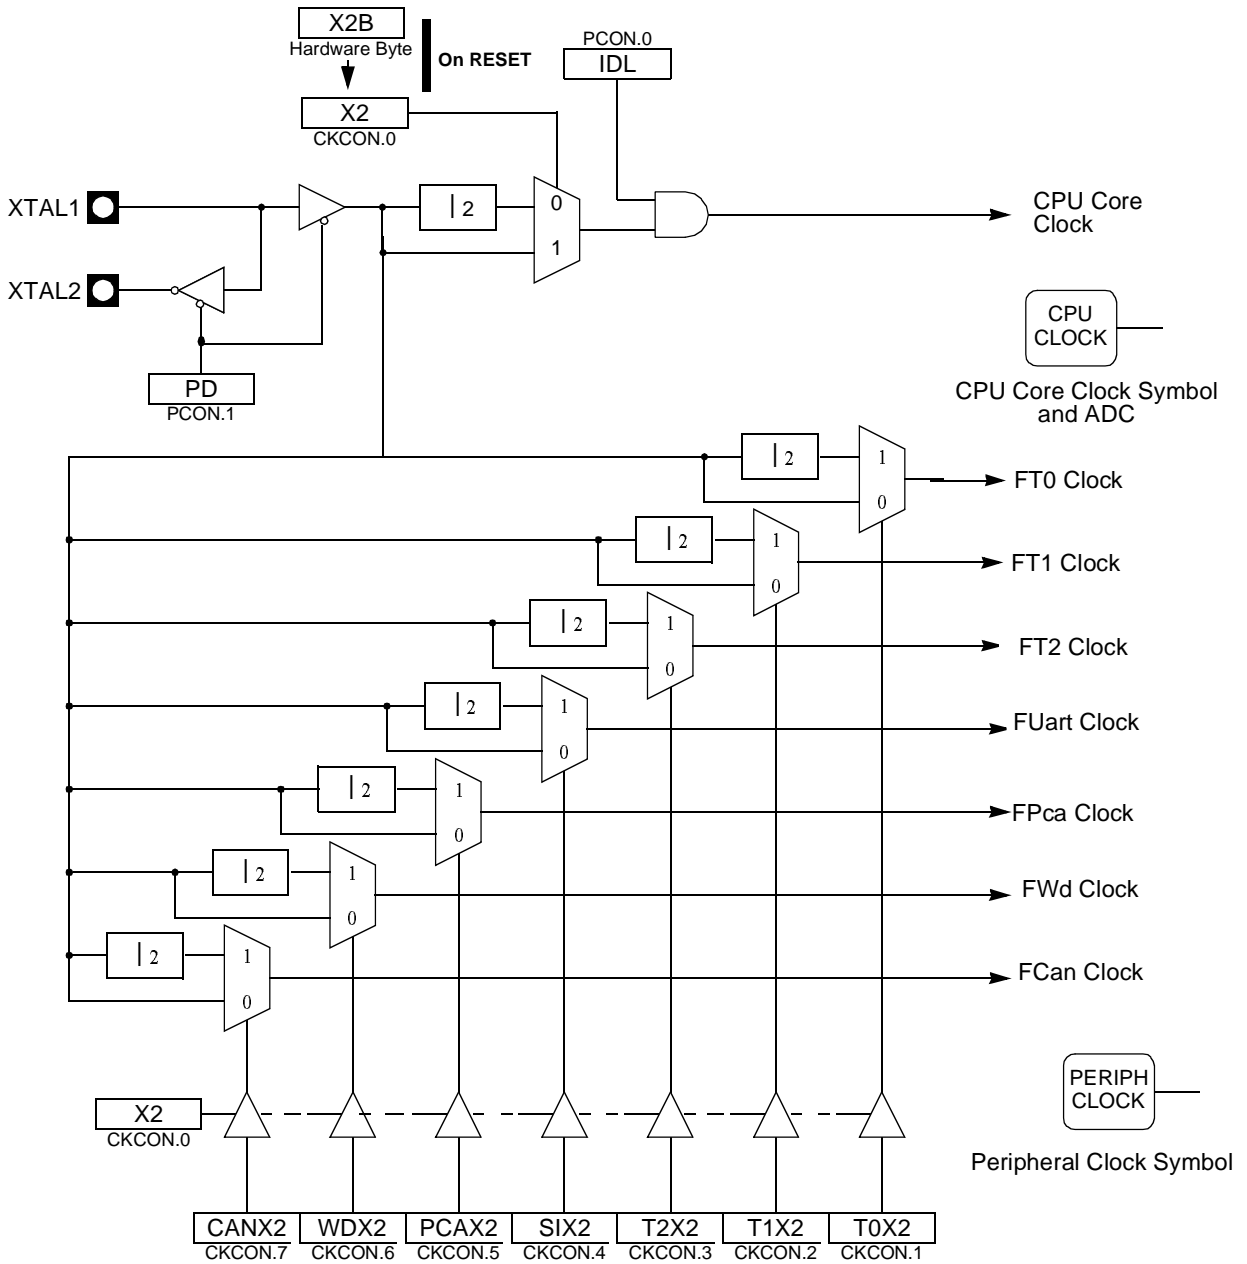 X2B
Hardware Byte
On RESET
PCON.0
IDL
X2
CKCON.0
XTAL1
2
0
1
CPU Core
Clock
XTAL2
PD
PCON.1
CPU
CLOCK
CPU Core Clock Symbol
and ADC
2
1
0
FT0 Clock
2
1
0
FT1 Clock
2
1
0
FT2 Clock
2
1
0
FUart Clock
2
1
0
FPca Clock
2
1
0
FWd Clock
2
1
0
FCan Clock
X2
CKCON.0
PERIPH
CLOCK
Peripheral Clock Symbol
CANX2
CKCON.7
WDX2
CKCON.6
PCAX2
CKCON.5
SIX2
CKCON.4
T2X2
CKCON.3
T1X2
CKCON.2
T0X2
CKCON.1